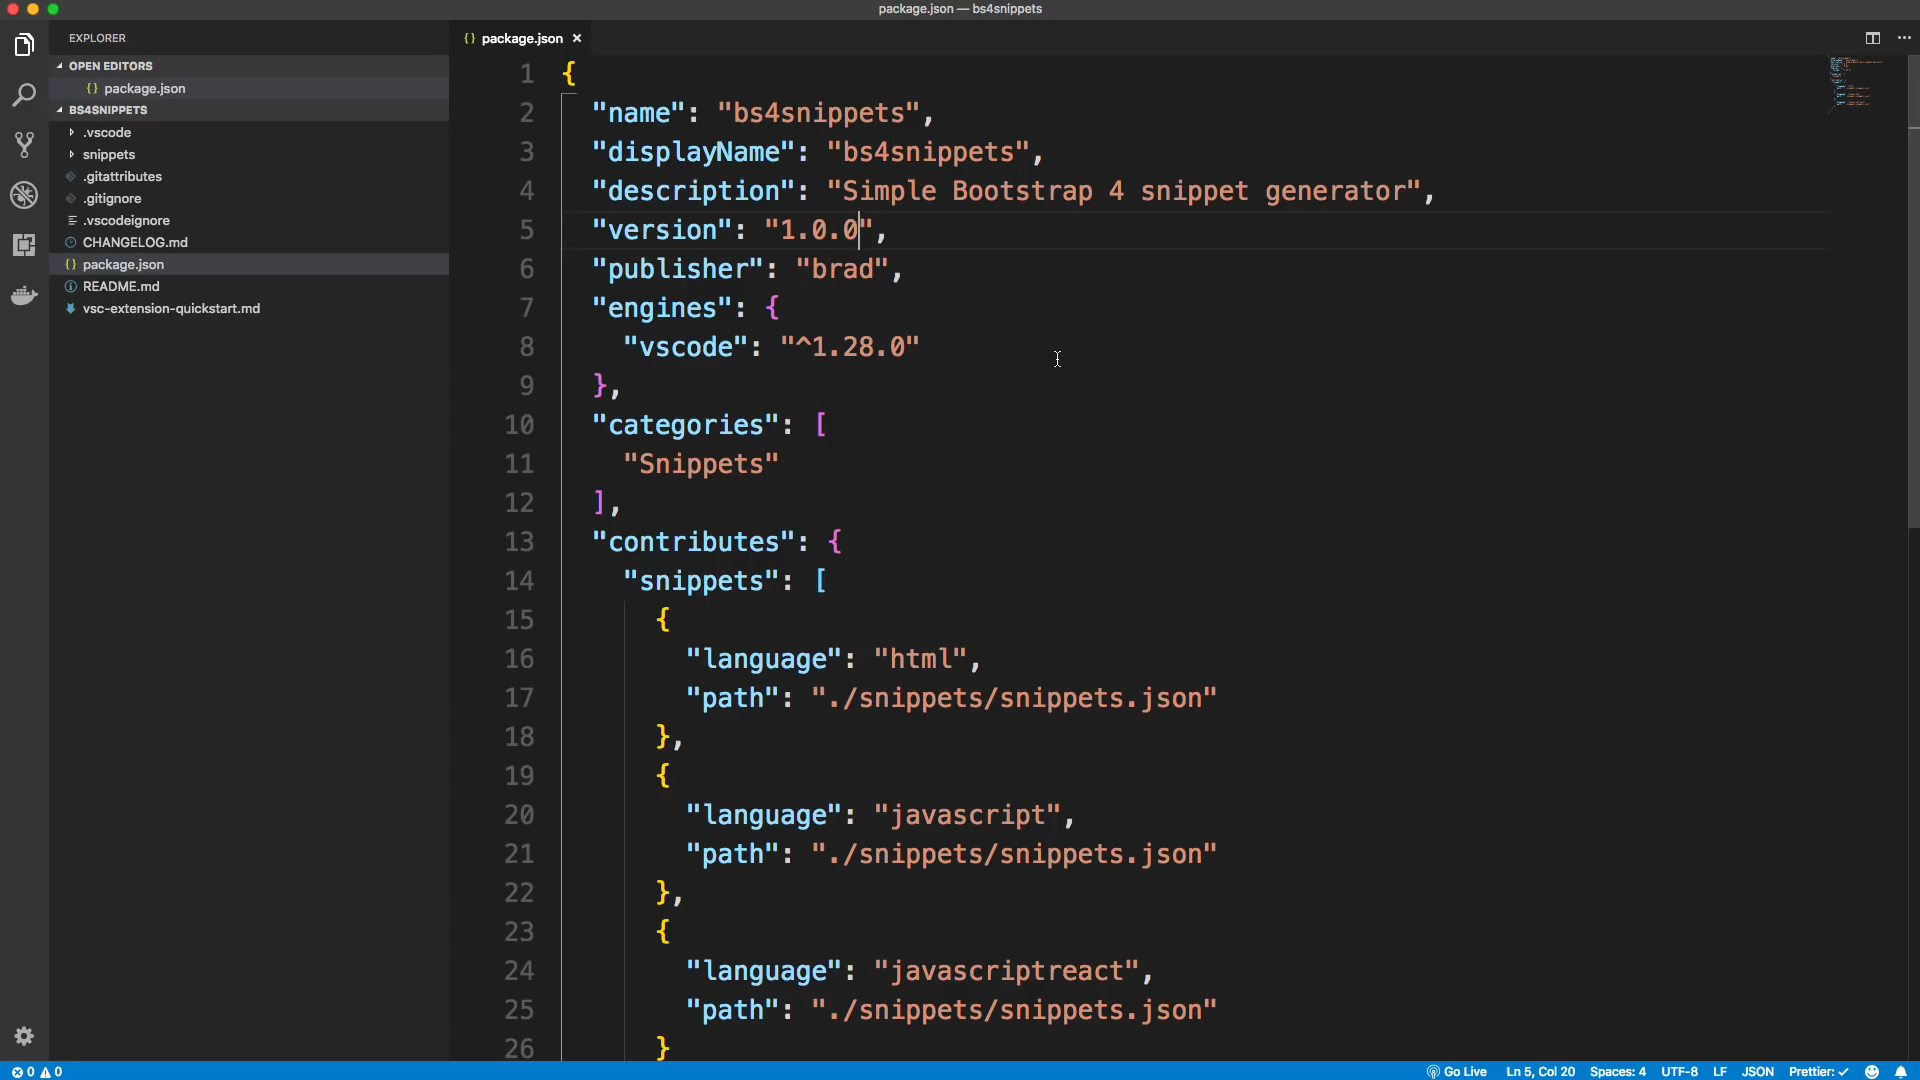 package.json — bs4snippets
EXPLORER
OPEN EDITORS
{} package.json
BS4SNIPPETS
.vscode
snippets
.gitattributes
.gitignore
.vscodeignore
CHANGELOG.md
{} package.json
README.md
vsc-extension-quickstart.md
{} package.json ×
1 {
2 "name": "bs4snippets",
3 "displayName": "bs4snippets",
4 "description": "Simple Bootstrap 4 snippet generator",
5 "version": "1.0.0",
6 "publisher": "brad",
7 "engines": {
8 "vscode": "^1.28.0"
9 },
10 "categories": [
11 "Snippets"
12 ],
13 "contributes": {
14 "snippets": [
15 {
16 "language": "html",
17 "path": "./snippets/snippets.json"
18 },
19 {
20 "language": "javascript",
21 "path": "./snippets/snippets.json"
22 },
23 {
24 "language": "javascriptreact",
25 "path": "./snippets/snippets.json"
26 }
0 0 Go Live Ln 5, Col 20 Spaces: 4 UTF-8 LF JSON Prettier: ✓